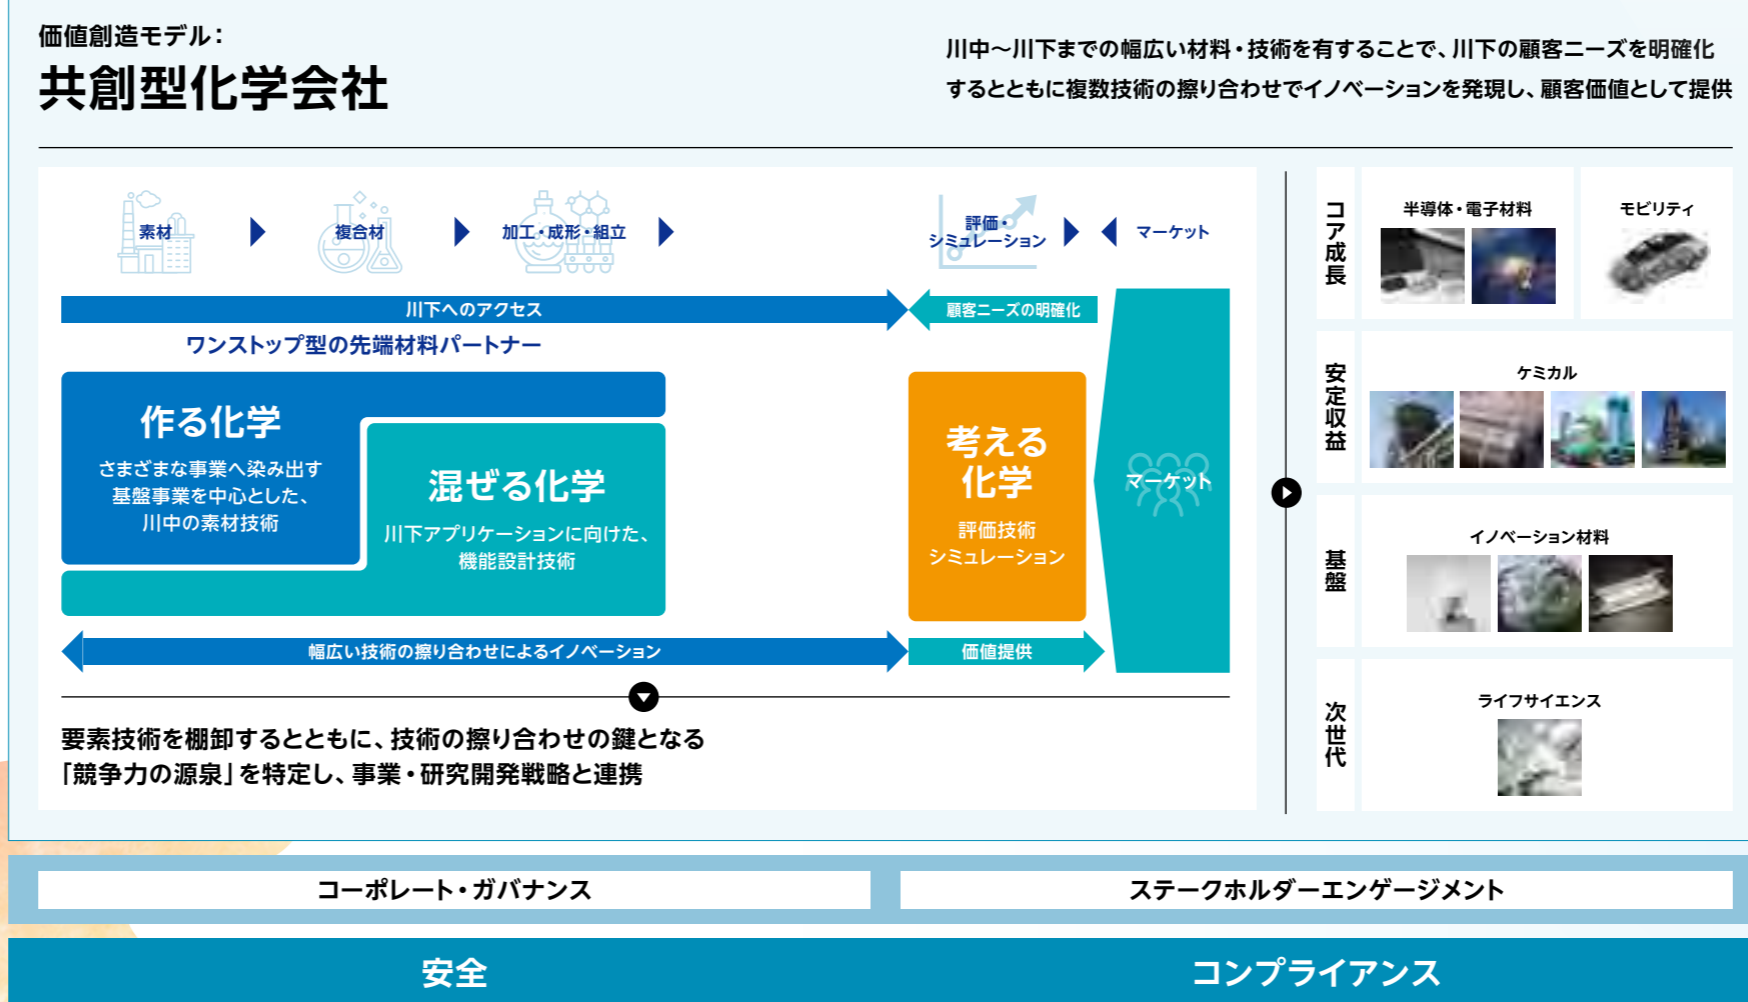 価値創造モデル：
共創型化学会社
川中～川下までの幅広い材料・技術を有することで、川下の顧客ニーズを明確化
するとともに複数技術の擦り合わせでイノベーションを発現し、顧客価値として提供
素材
複合材
加工・成形・組立
評価・
シミュレーション
マーケット
川下へのアクセス
顧客ニーズの明確化
ワンストップ型の先端材料パートナー
作る化学
さまざまな事業へ染み出す
基盤事業を中心とした、
川中の素材技術
混ぜる化学
川下アプリケーションに向けた、
機能設計技術
考える
化学
評価技術
シミュレーション
マーケット
幅広い技術の擦り合わせによるイノベーション
価値提供
要素技術を棚卸するとともに、技術の擦り合わせの鍵となる
「競争力の源泉」を特定し、事業・研究開発戦略と連携
コア成長
半導体・電子材料
モビリティ
安定収益
ケミカル
基盤
イノベーション材料
次世代
ライフサイエンス
コーポレート・ガバナンス
ステークホルダーエンゲージメント
安全
コンプライアンス